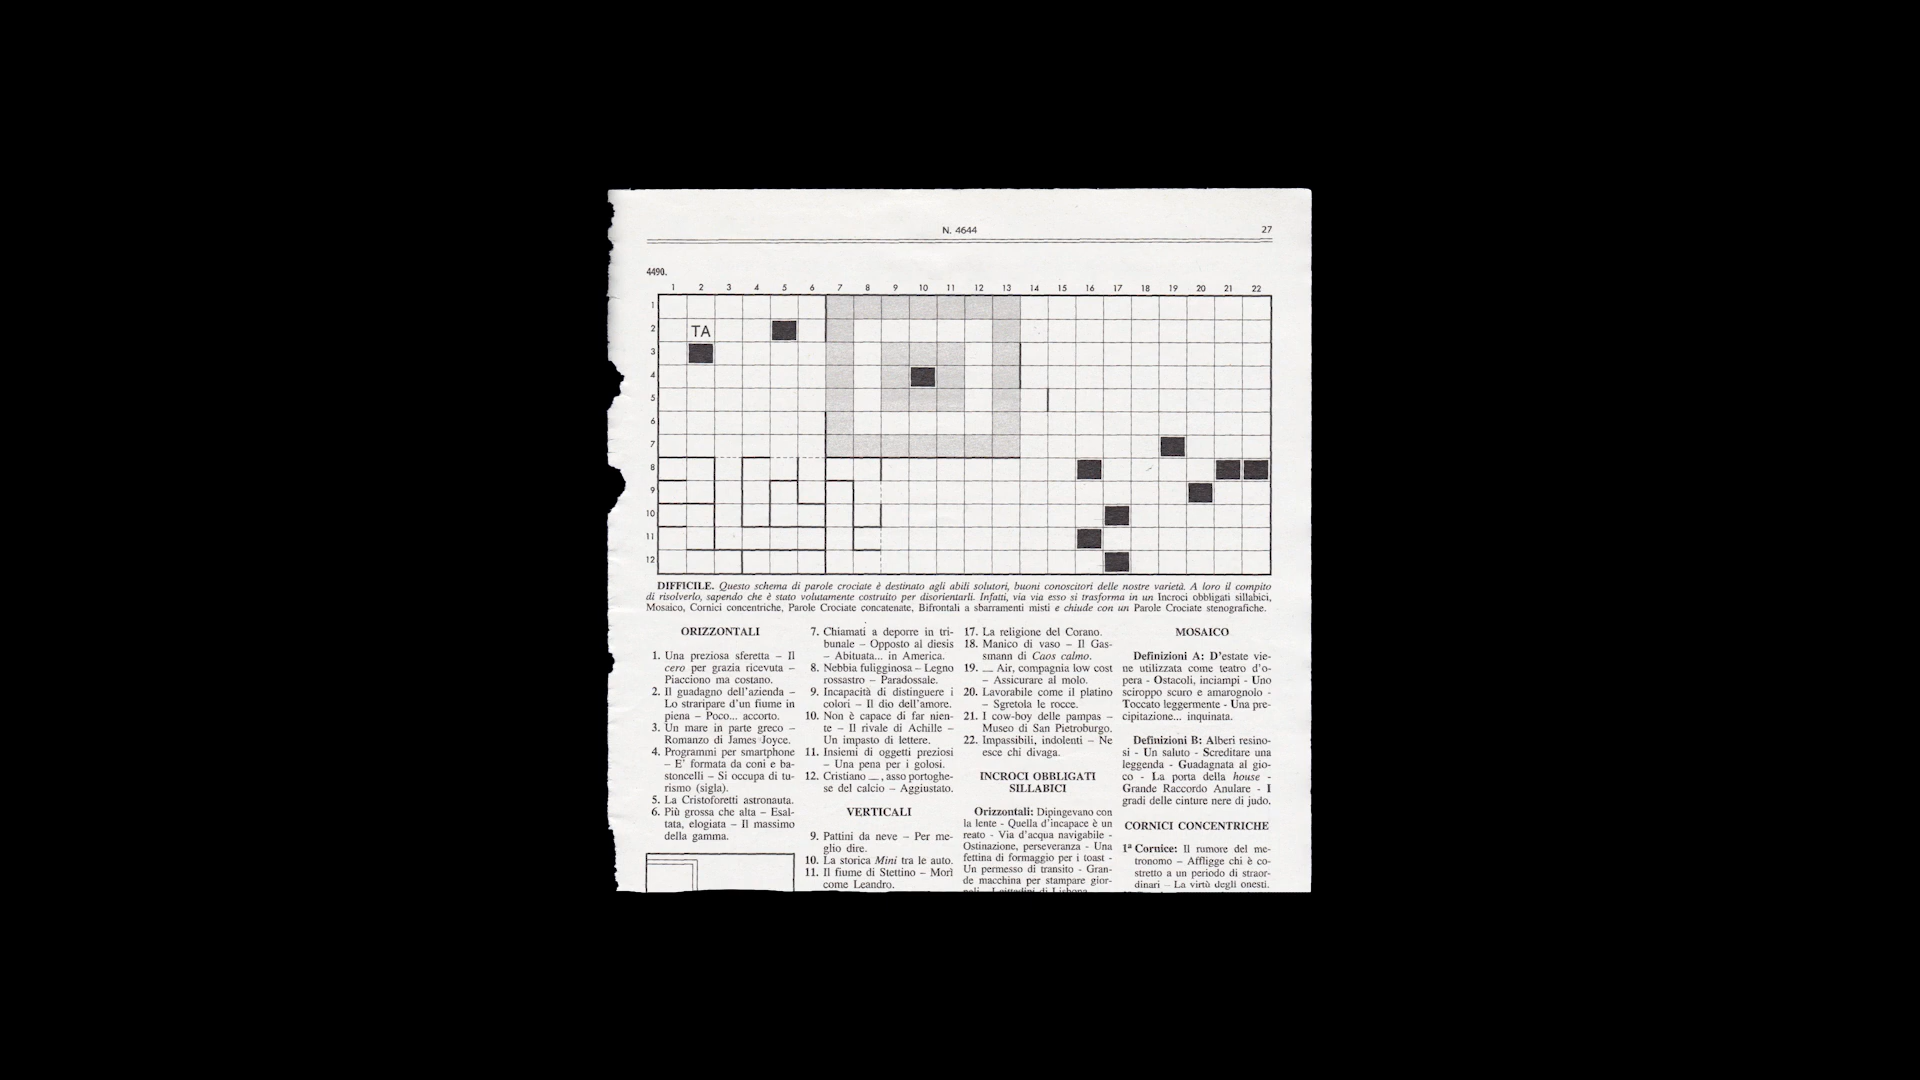 N. 4644
27
4490.
1 2 3 4 5 6 7 8 9 10 11 12 13 14 15 16 17 18 19 20 21 22
1
2
TA
3
4
5
6
7
8
9
10
11
12
DIFFICILE. Questo schema di parole crociate è destinato agli abili solutori, buoni conoscitori delle nostre varietà. A loro il compito
di risolverlo, sapendo che è stato volutamente costruito per disorientarli. Infatti, via via esso si trasforma in un Incroci obbligati sillabici,
Mosaico, Cornici concentriche, Parole Crociate concatenate, Bifrontali a sbarramenti misti e chiude con un Parole Crociate stenografiche.
ORIZZONTALI
1. Una preziosa sferetta – Il
cero per grazia ricevuta –
Piacciono ma costano.
2. Il guadagno dell'azienda –
Lo straripare d'un fiume in
piena – Poco... accorto.
3. Un mare in parte greco –
Romanzo di James Joyce.
4. Programmi per smartphone
– E' formata da coni e ba-
stoncelli – Si occupa di tu-
rismo (sigla).
5. La Cristoforetti astronauta.
6. Più grossa che alta – Esal-
tata, elogiata – Il massimo
della gamma.
7. Chiamati a deporre in tri-
bunale – Opposto al diesis
– Abituata... in America.
8. Nebbia fuligginosa – Legno
rossastro – Paradossale.
9. Incapacità di distinguere i
colori – Il dio dell'amore.
10. Non è capace di far nien-
te – Il rivale di Achille –
Un impasto di lettere.
11. Insiemi di oggetti preziosi
– Una pena per i golosi.
12. Cristiano __, asso portoghe-
se del calcio – Aggiustato.
VERTICALI
9. Pattini da neve – Per me-
glio dire.
10. La storica Mini tra le auto.
11. Il fiume di Stettino – Morì
come Leandro.
17. La religione del Corano.
18. Manico di vaso – Il Gas-
smann di Caos calmo.
19. __ Air, compagnia low cost
– Assicurare al molo.
20. Lavorabile come il platino
– Sgretola le rocce.
21. I cow-boy delle pampas –
Museo di San Pietroburgo.
22. Impassibili, indolenti – Ne
esce chi divaga.
INCROCI OBBLIGATI
SILLABICI
Orizzontali: Dipingevano con
la lente - Quella d'incapace è un
reato - Via d'acqua navigabile -
Ostinazione, perseveranza - Una
fettina di formaggio per i toast -
Un permesso di transito - Gran-
de macchina per stampare gior-
MOSAICO
Definizioni A: D'estate vie-
ne utilizzata come teatro d'o-
pera - Ostacoli, inciampi - Uno
sciroppo scuro e amarognolo -
Toccato leggermente - Una pre-
cipitazione... inquinata.
Definizioni B: Alberi resino-
si - Un saluto - Screditare una
leggenda - Guadagnata al gio-
co - La porta della house -
Grande Raccordo Anulare - I
gradi delle cinture nere di judo.
CORNICI CONCENTRICHE
1ª Cornice: Il rumore del me-
tronomo – Affligge chi è co-
stretto a un periodo di straor-
dinari – La virtù degli onesti.